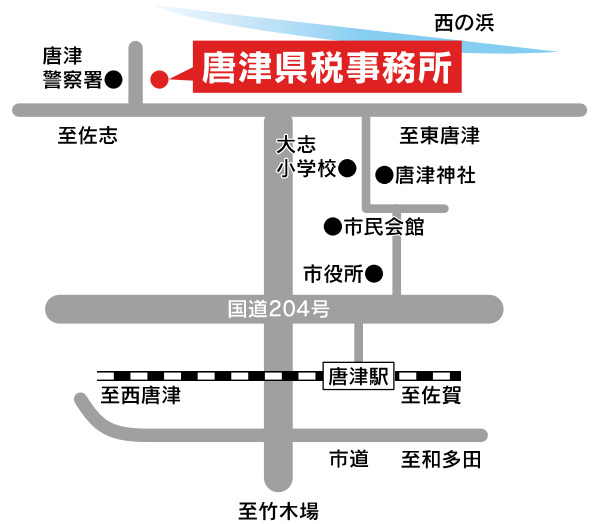 西の浜
唐津
警察署
唐津県税事務所
至佐志
大志
小学校
至東唐津
唐津神社
市民会館
市役所
国道204号
唐津駅
至西唐津
至佐賀
市道
至和多田
至竹木場